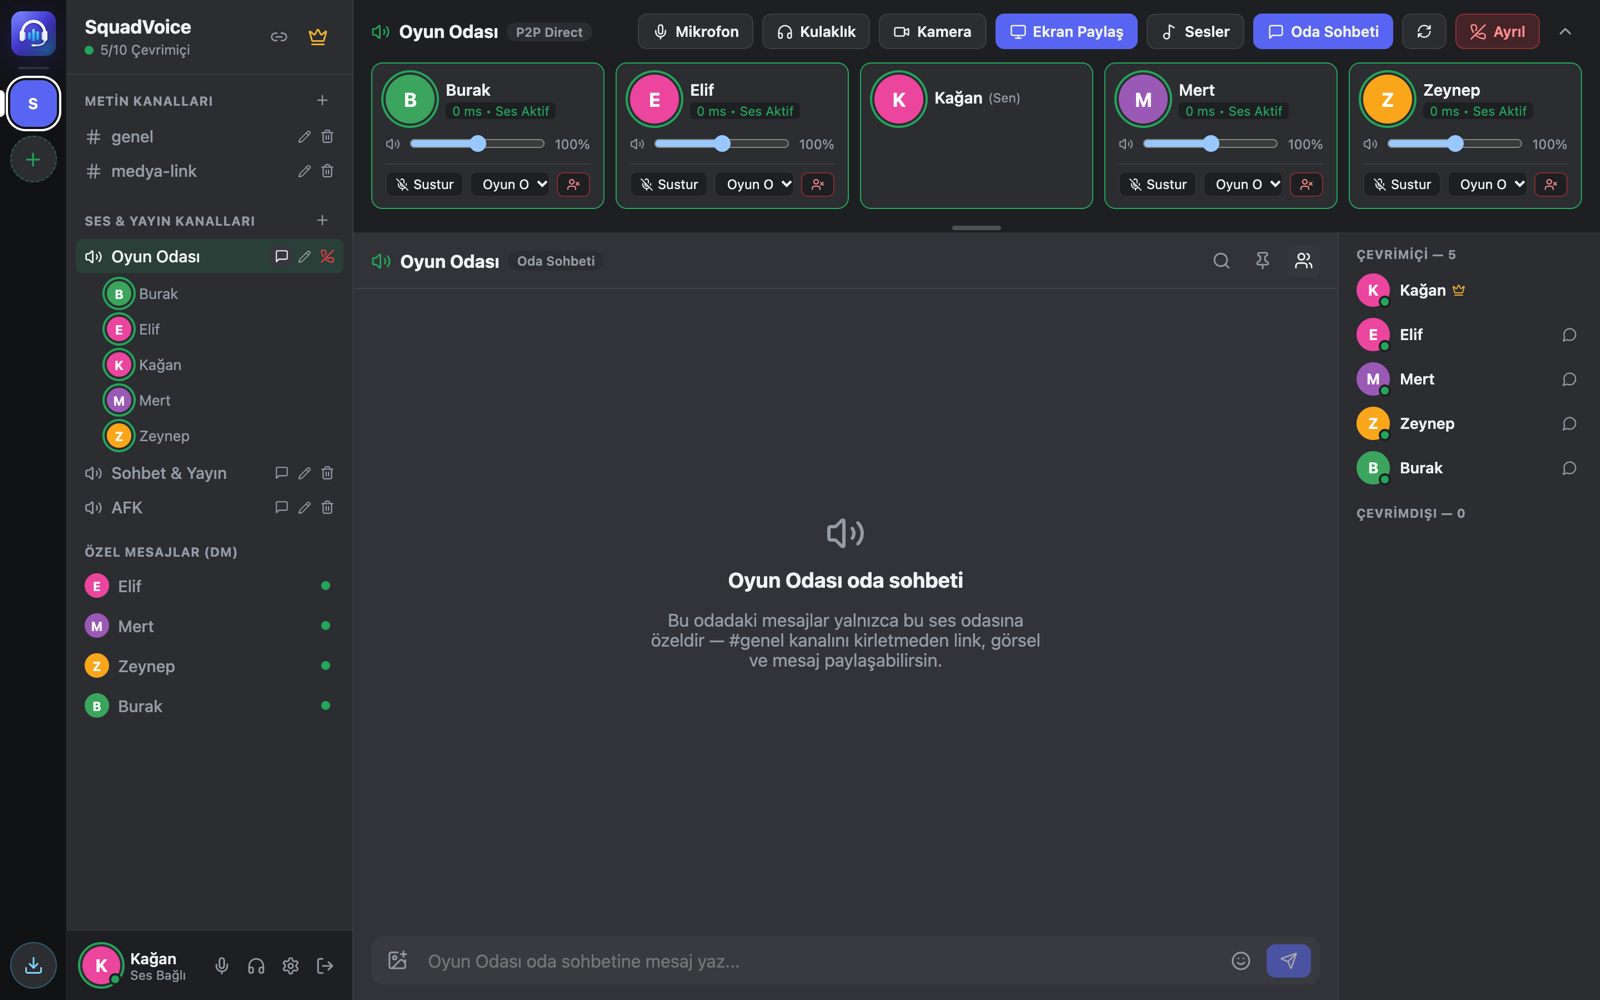 SquadVoice
5/10 Çevrimiçi
S
METİN KANALLARI
# genel
# medya-link
SES & YAYIN KANALLARI
Oyun Odası
B Burak
E Elif
K Kağan
M Mert
Z Zeynep
Sohbet & Yayın
AFK
ÖZEL MESAJLAR (DM)
E Elif
M Mert
Z Zeynep
B Burak
K Kağan
Ses Bağlı
Oyun Odası P2P Direct
Mikrofon
Kulaklık
Kamera
Ekran Paylaş
Sesler
Oda Sohbeti
Ayrıl
B Burak
0 ms • Ses Aktif
100%
Sustur Oyun O
E Elif
0 ms • Ses Aktif
100%
Sustur Oyun O
K Kağan (Sen)
M Mert
0 ms • Ses Aktif
100%
Sustur Oyun O
Z Zeynep
0 ms • Ses Aktif
100%
Sustur Oyun O
Oyun Odası Oda Sohbeti
Oyun Odası oda sohbeti
Bu odadaki mesajlar yalnızca bu ses odasına
özeldir — #genel kanalını kirletmeden link, görsel
ve mesaj paylaşabilirsin.
Oyun Odası oda sohbetine mesaj yaz...
ÇEVRİMİÇİ — 5
K Kağan
E Elif
M Mert
Z Zeynep
B Burak
ÇEVRİMDIŞI — 0